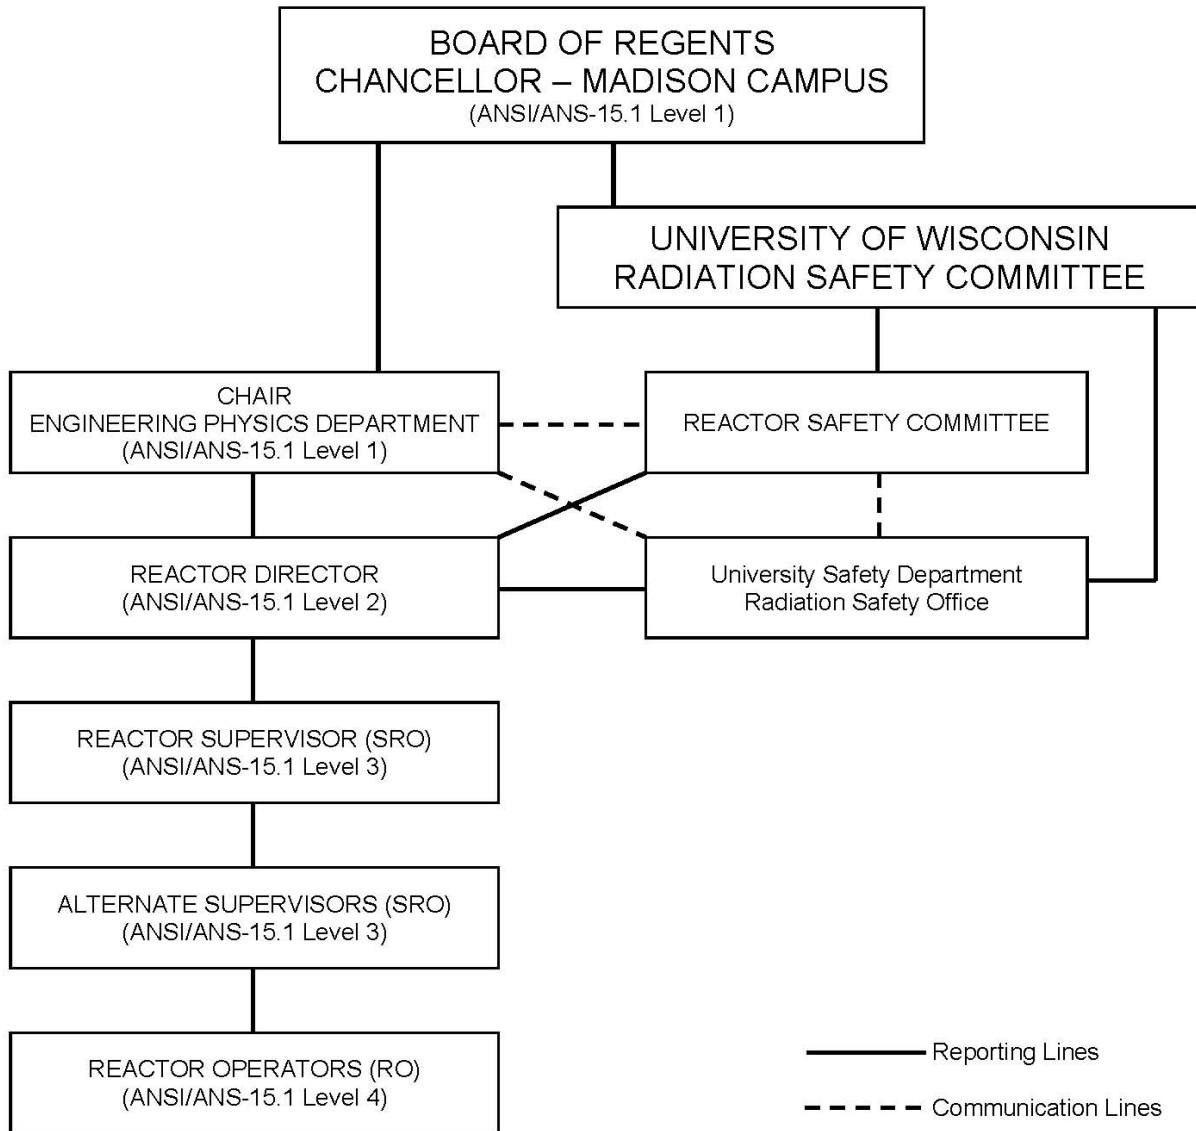 BOARD OF REGENTS
CHANCELLOR – MADISON CAMPUS
(ANSI/ANS-15.1 Level 1)
UNIVERSITY OF WISCONSIN
RADIATION SAFETY COMMITTEE
CHAIR
ENGINEERING PHYSICS DEPARTMENT
(ANSI/ANS-15.1 Level 1)
REACTOR SAFETY COMMITTEE
REACTOR DIRECTOR
(ANSI/ANS-15.1 Level 2)
University Safety Department
Radiation Safety Office
REACTOR SUPERVISOR (SRO)
(ANSI/ANS-15.1 Level 3)
ALTERNATE SUPERVISORS (SRO)
(ANSI/ANS-15.1 Level 3)
REACTOR OPERATORS (RO)
(ANSI/ANS-15.1 Level 4)
Reporting Lines
Communication Lines